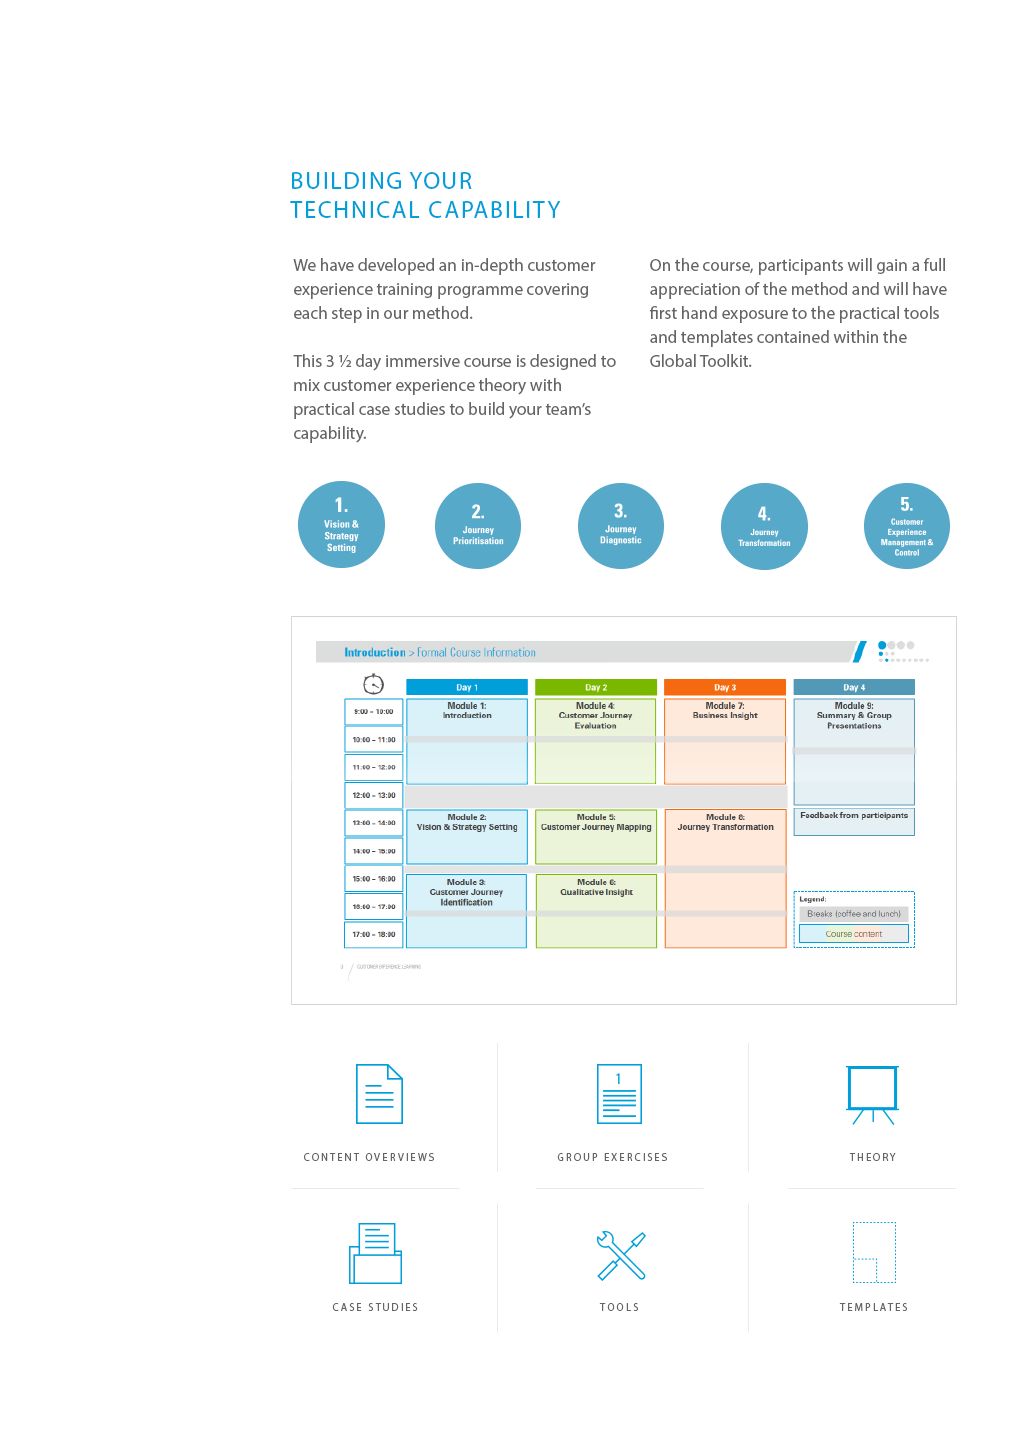 BUILDING YOUR
TECHNICAL CAPABILITY
We have developed an in-depth customer
experience training programme covering
each step in our method.
This 3 ½ day immersive course is designed to
mix customer experience theory with
practical case studies to build your team’s
capability.
On the course, participants will gain a full
appreciation of the method and will have
first hand exposure to the practical tools
and templates contained within the
Global Toolkit.
1.
Vision &
Strategy
Setting
2.
Journey
Prioritisation
3.
Journey
Diagnostic
4.
Journey
Transformation
5.
Customer
Experience
Management &
Control
Introduction > Formal Course Information
Day 1
Day 2
Day 3
Day 4
9:00 – 10:00
10:00 – 11:00
11:00 – 12:00
12:00 – 13:00
13:00 – 14:00
14:00 – 15:00
15:00 – 16:00
16:00 – 17:00
17:00 – 18:00
Module 1:
Introduction
Module 2:
Vision & Strategy Setting
Module 3:
Customer Journey
Identification
Module 4:
Customer Journey
Evaluation
Module 5:
Customer Journey Mapping
Module 6:
Qualitative Insight
Module 7:
Business Insight
Module 8:
Journey Transformation
Module 9:
Summary & Group
Presentations
Feedback from participants
Legend:
Breaks (coffee and lunch)
Course content
CUSTOMER EXPERIENCE LEARNING
CONTENT OVERVIEWS
1
GROUP EXERCISES
THEORY
CASE STUDIES
TOOLS
TEMPLATES